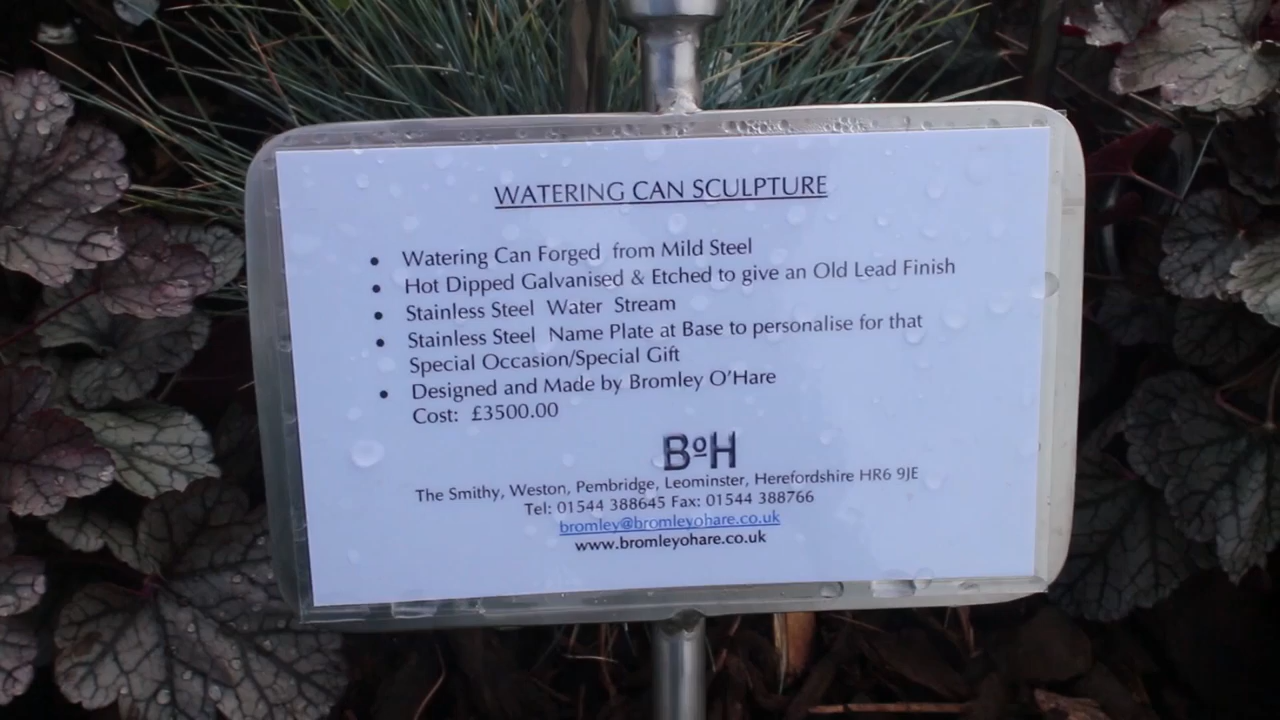 WATERING CAN SCULPTURE
• Watering Can Forged from Mild Steel
• Hot Dipped Galvanised & Etched to give an Old Lead Finish
• Stainless Steel Water Stream
• Stainless Steel Name Plate at Base to personalise for that
Special Occasion/Special Gift
• Designed and Made by Bromley O'Hare
Cost: £3500.00
BºH
The Smithy, Weston, Pembridge, Leominster, Herefordshire HR6 9JE
Tel: 01544 388645 Fax: 01544 388766
bromley@bromleyohare.co.uk
www.bromleyohare.co.uk